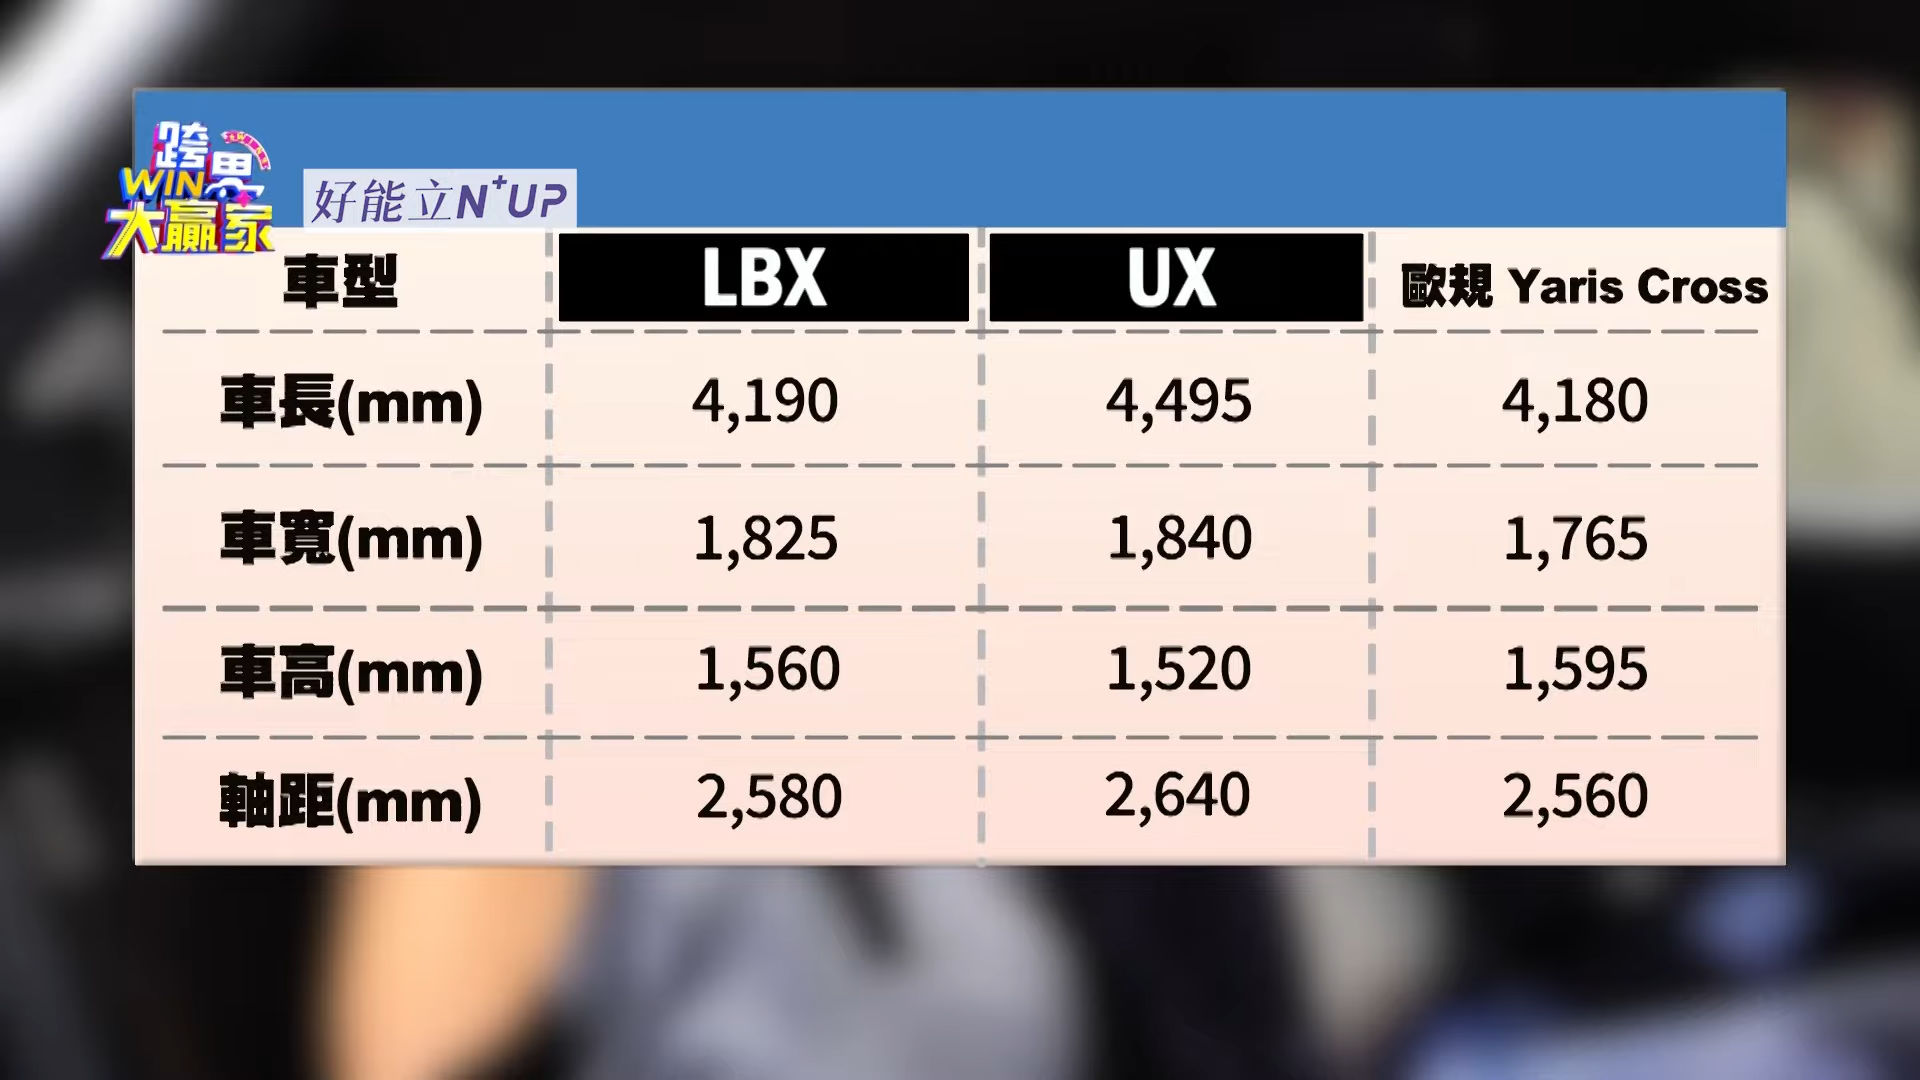 跨界
WIN
大贏家
好能立N+UP
車型 LBX UX 歐規 Yaris Cross
車長(mm) 4,190 4,495 4,180
車寬(mm) 1,825 1,840 1,765
車高(mm) 1,560 1,520 1,595
軸距(mm) 2,580 2,640 2,560